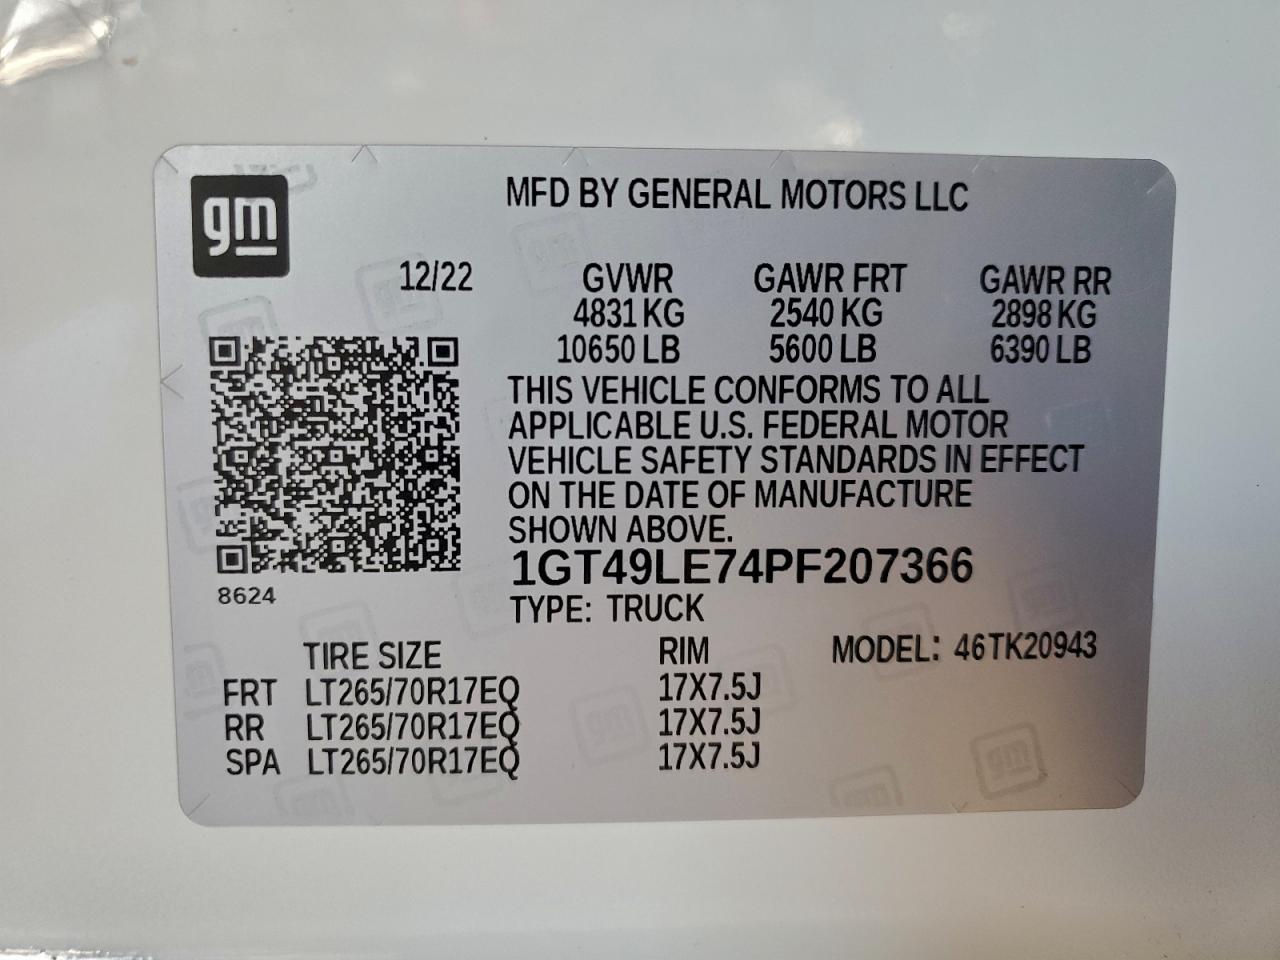 gm
MFD BY GENERAL MOTORS LLC
12/22 GVWR GAWR FRT GAWR RR
4831 KG 2540 KG 2898 KG
10650 LB 5600 LB 6390 LB
THIS VEHICLE CONFORMS TO ALL
APPLICABLE U.S. FEDERAL MOTOR
VEHICLE SAFETY STANDARDS IN EFFECT
ON THE DATE OF MANUFACTURE
SHOWN ABOVE.
1GT49LE74PF207366
8624
TYPE: TRUCK
TIRE SIZE RIM MODEL: 46TK20943
FRT LT265/70R17EQ 17X7.5J
RR LT265/70R17EQ 17X7.5J
SPA LT265/70R17EQ 17X7.5J